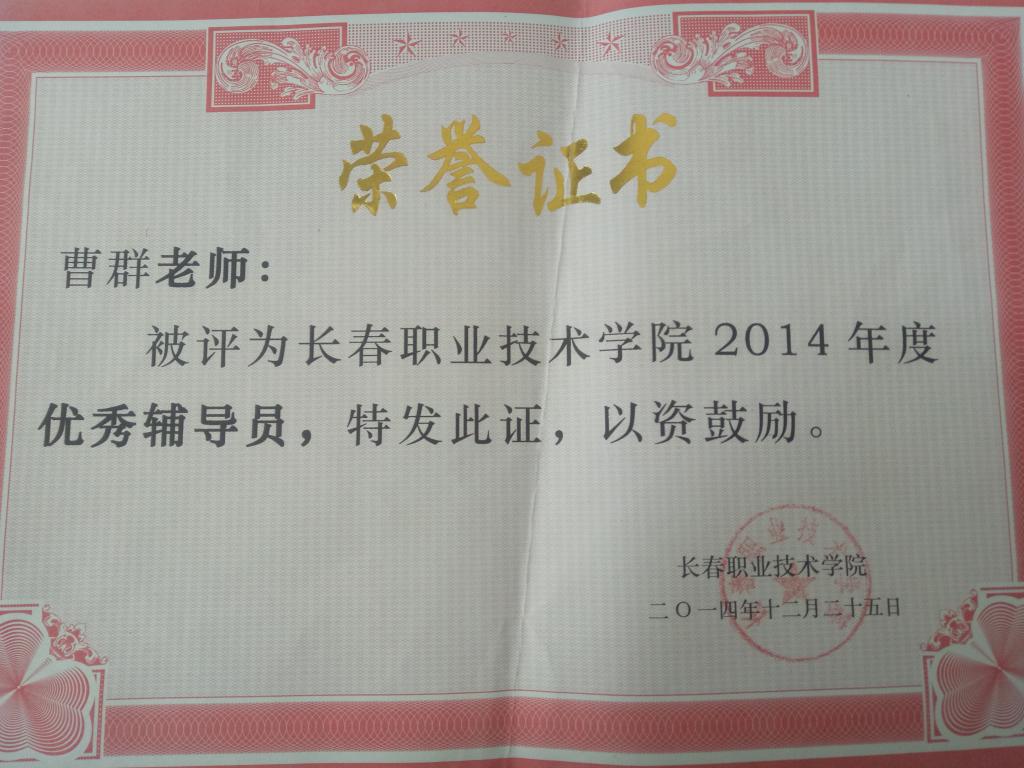 荣誉证书
曹群老师:
被评为长春职业技术学院 2014 年度
优秀辅导员，特发此证，以资鼓励。
长春职业技术学院
二〇一四年十二月二十五日